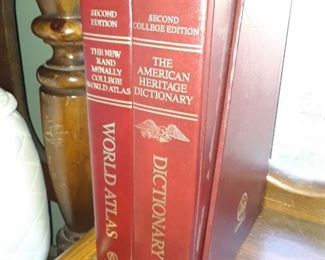 SECOND
EDITION
THE NEW
RAND
McNALLY
COLLEGE
WORLD ATLAS
WORLD ATLAS
SECOND
COLLEGE EDITION
THE
AMERICAN
HERITAGE
DICTIONARY
DICTIONARY